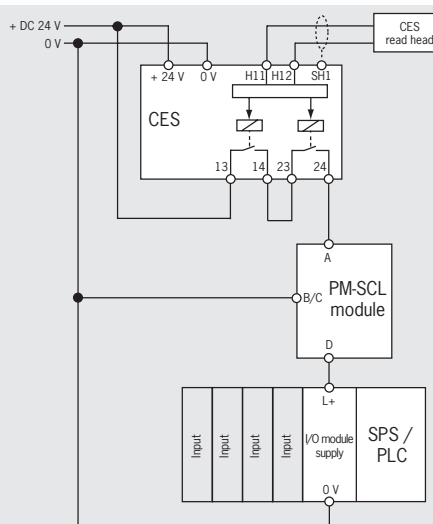 + DC 24 V
0 V
CES
read head
+ 24 V
0 V
H11
H12
SH1
CES
13
14
23
24
A
B/C
PM-SCL
module
D
L+
Input
Input
Input
Input
I/O module
supply
SPS /
PLC
0 V